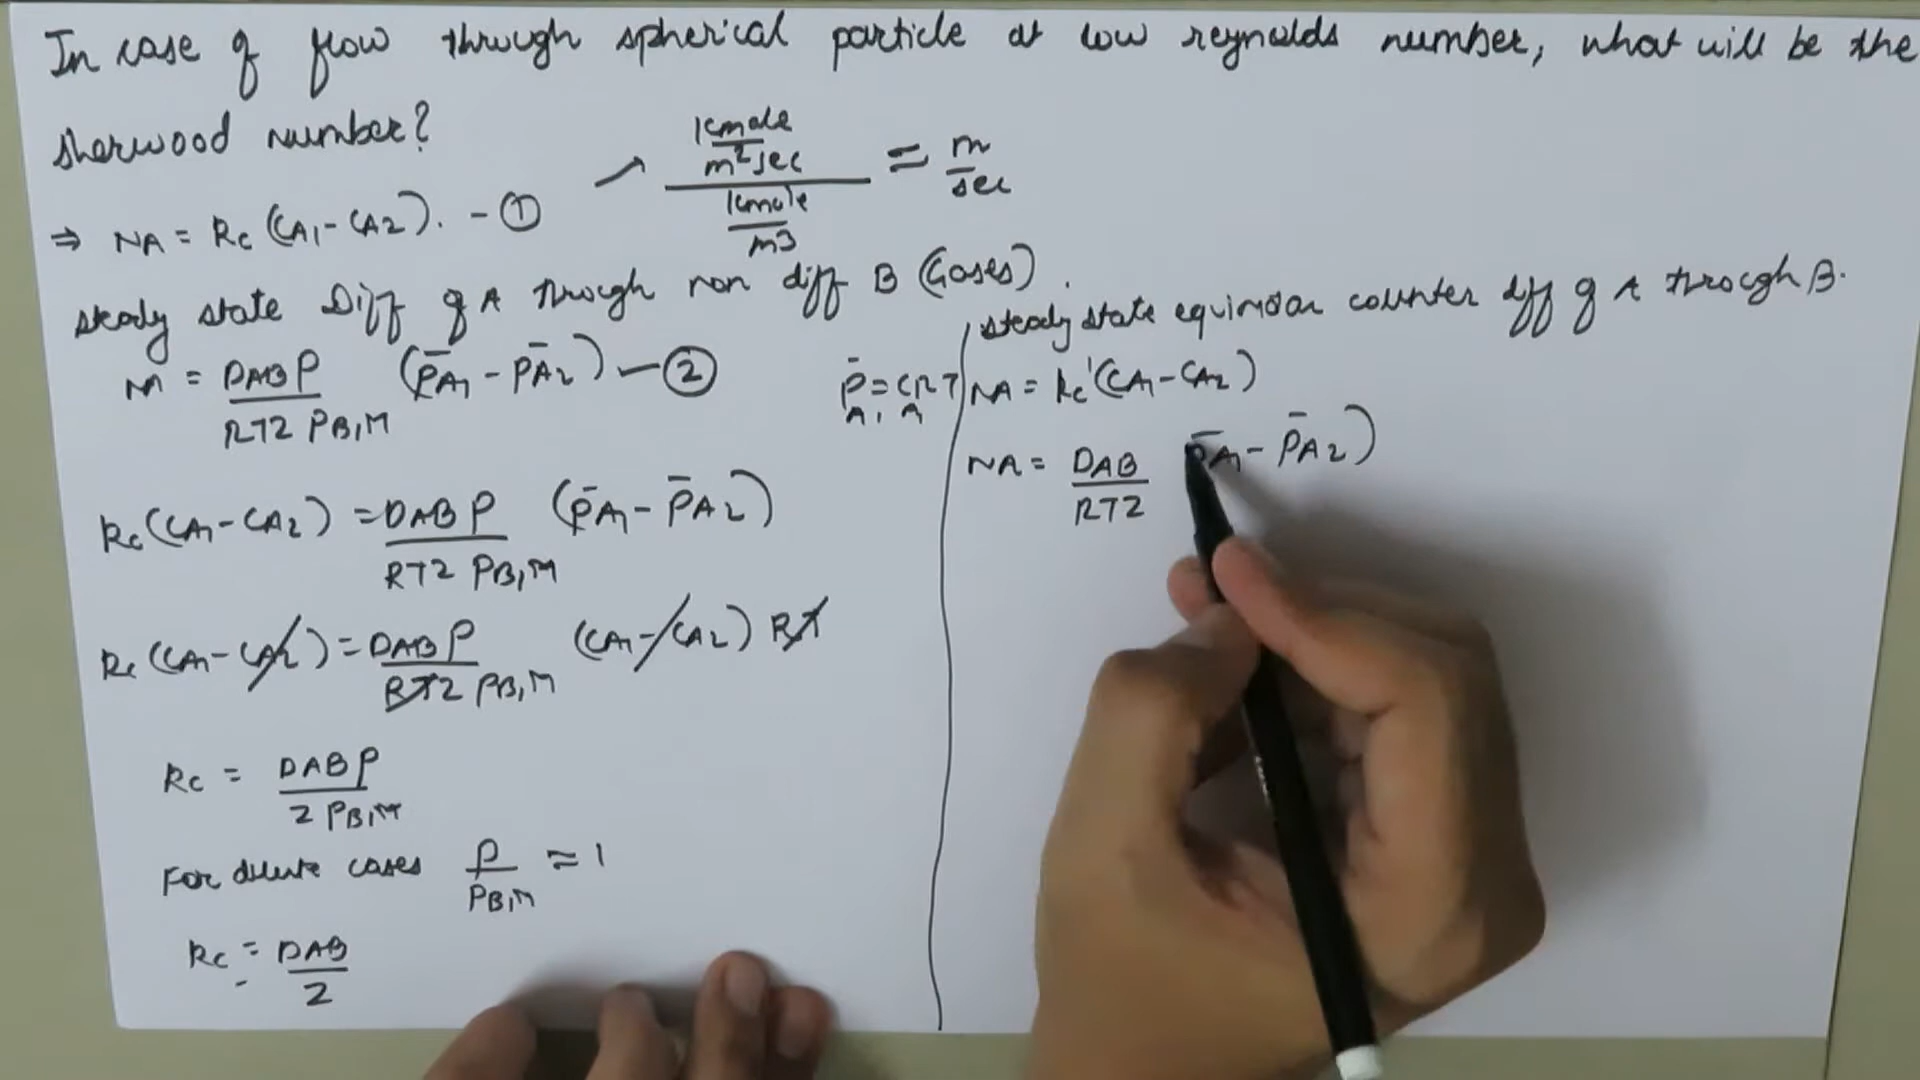 In case of flow through spherical particle at low reynolds number, what will be the
sherwood number?
⇒ NA = Kc (CA1 - CA2). - ①
kmole
m² sec
kmole
m3
= m
sec
steady state Diff of A through non diff B (Gases).
NA = DAB P (p̄A1 - p̄A2) - ②
RTZ PB,M
p̄A = CA RT
Kc (CA1 - CA2) = DAB P (p̄A1 - p̄A2)
RTZ PB,M
Kc (CA1 - CA2) = DAB P (CA1 - CA2) RT
RTZ PB,M
Kc = DAB P
Z PB,M
For dilute cases P ≈ 1
PB,M
Kc = DAB
Z
steady state equimolar counter diff of A through B.
NA = Kc' (CA1 - CA2)
NA = DAB p̄A1 - p̄A2)
RTZ